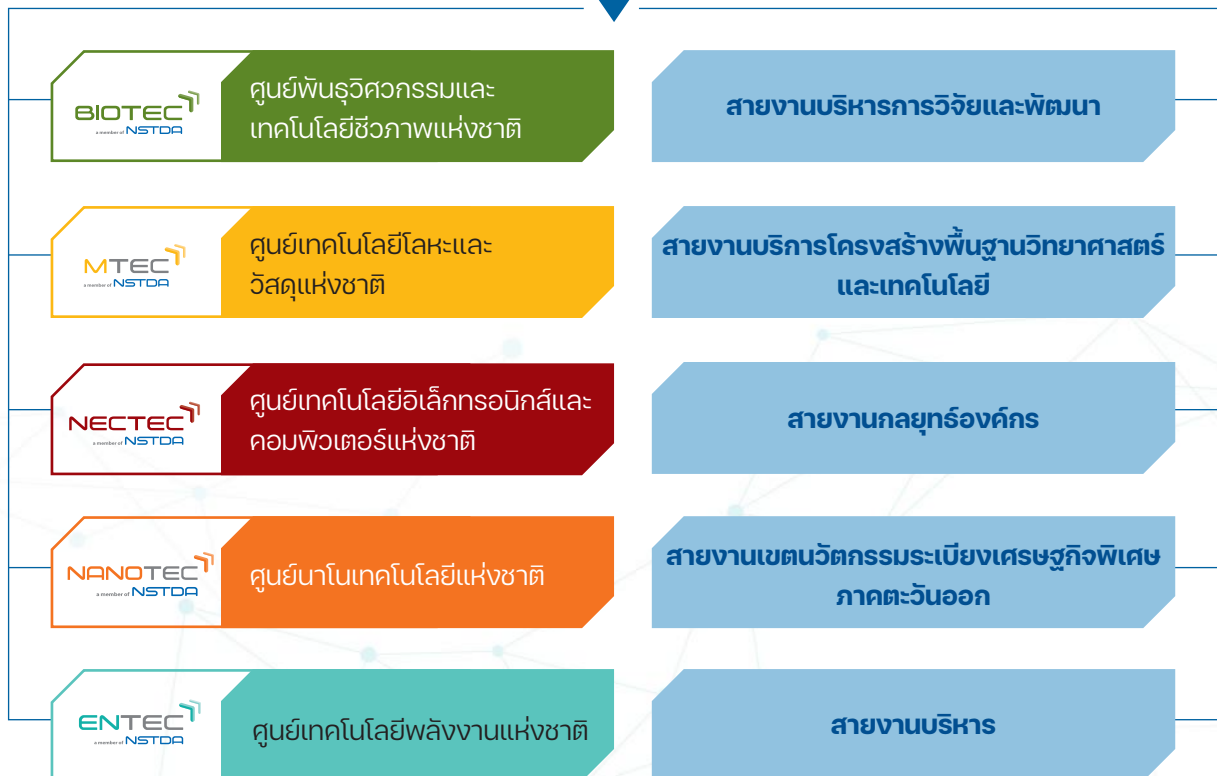 BIOTEC
a member of NSTDA
ศูนย์พันธุวิศวกรรมและ
เทคโนโลยีชีวภาพแห่งชาติ
สายงานบริหารการวิจัยและพัฒนา
MTEC
a member of NSTDA
ศูนย์เทคโนโลยีโลหะและ
วัสดุแห่งชาติ
สายงานบริการโครงสร้างพื้นฐานวิทยาศาสตร์
และเทคโนโลยี
NECTEC
a member of NSTDA
ศูนย์เทคโนโลยีอิเล็กทรอนิกส์และ
คอมพิวเตอร์แห่งชาติ
สายงานกลยุทธ์องค์กร
NANOTEC
a member of NSTDA
ศูนย์นาโนเทคโนโลยีแห่งชาติ
สายงานเขตนวัตกรรมระเบียงเศรษฐกิจพิเศษ
ภาคตะวันออก
ENTEC
a member of NSTDA
ศูนย์เทคโนโลยีพลังงานแห่งชาติ
สายงานบริหาร